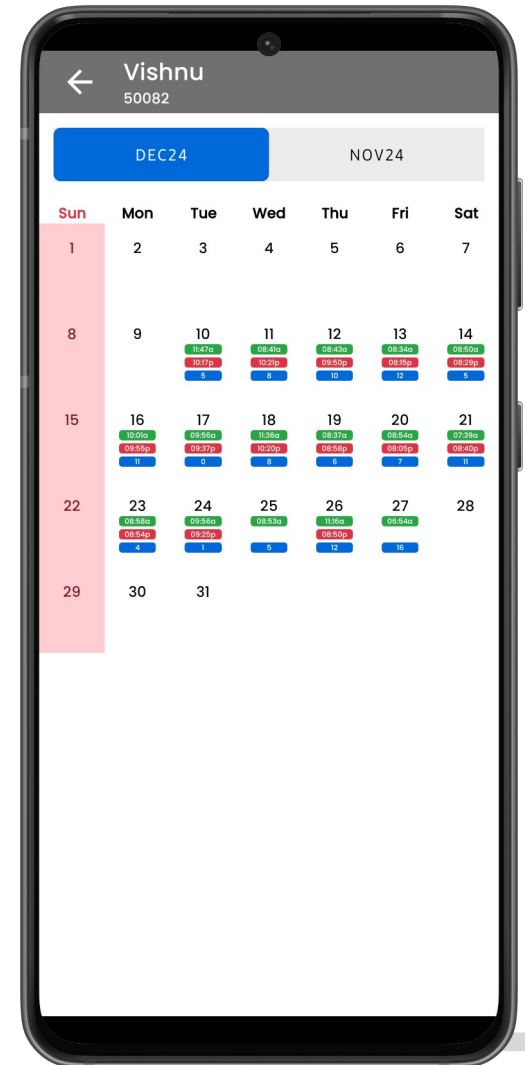 Vishnu
50082
DEC24 NOV24
Sun Mon Tue Wed Thu Fri Sat
1 2 3 4 5 6 7
8 9 10 11 12 13 14
11:47a 08:41a 08:43a 08:34a 08:50a
10:17p 10:21p 09:50p 08:15p 08:29p
5 8 10 12 5
15 16 17 18 19 20 21
10:01a 09:56a 11:36a 08:37a 08:54a 07:39a
09:55p 09:37p 10:20p 08:58p 08:05p 08:40p
11 0 8 6 7 11
22 23 24 25 26 27 28
08:58a 09:56a 08:53a 11:16a 06:54a
08:54p 09:25p 08:50p
4 1 5 12 16
29 30 31